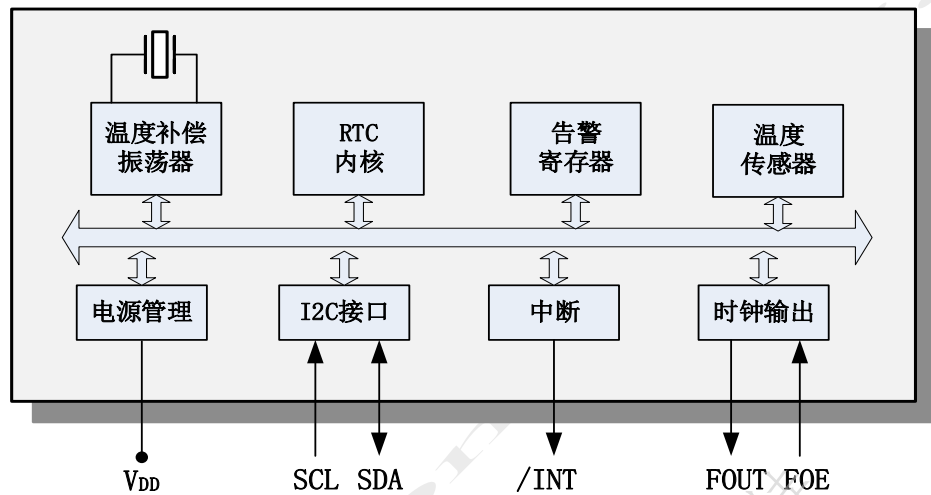 温度补偿
振荡器
RTC
内核
告警
寄存器
温度
传感器
电源管理
I2C接口
中断
时钟输出
VDD
SCL SDA
/INT
FOUT FOE